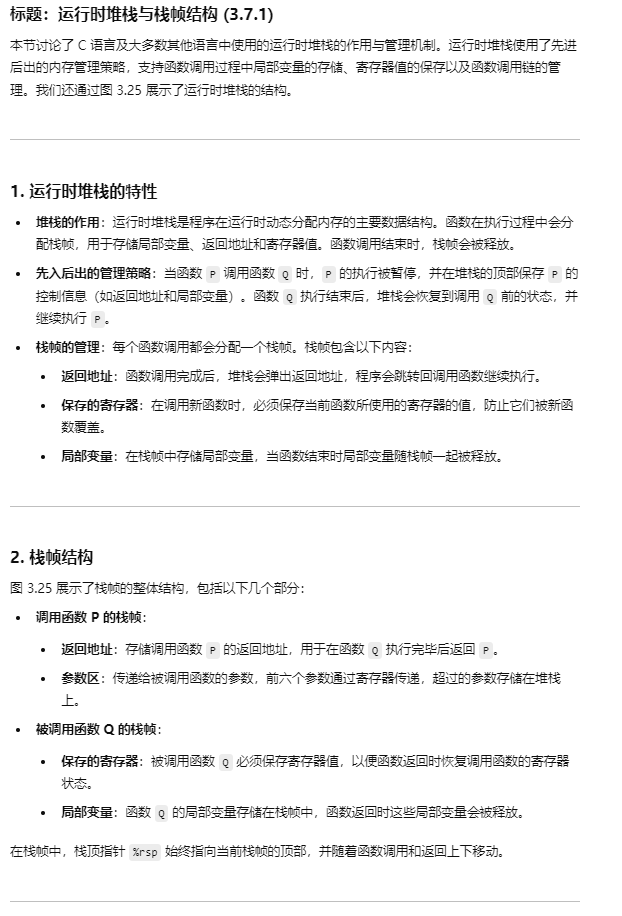 标题：运行时堆栈与栈帧结构 (3.7.1)
本节讨论了 C 语言及大多数其他语言中使用的运行时堆栈的作用与管理机制。运行时堆栈使用了先进
后出的内存管理策略，支持函数调用过程中局部变量的存储、寄存器值的保存以及函数调用链的管
理。我们还通过图 3.25 展示了运行时堆栈的结构。
1. 运行时堆栈的特性
• 堆栈的作用：运行时堆栈是程序在运行时动态分配内存的主要数据结构。函数在执行过程中会分
配栈帧，用于存储局部变量、返回地址和寄存器值。函数调用结束时，栈帧会被释放。
• 先入后出的管理策略：当函数 P 调用函数 Q 时，P 的执行被暂停，并在堆栈的顶部保存 P 的
控制信息（如返回地址和局部变量）。函数 Q 执行结束后，堆栈会恢复到调用 Q 前的状态，并
继续执行 P。
• 栈帧的管理：每个函数调用都会分配一个栈帧。栈帧包含以下内容：
• 返回地址：函数调用完成后，堆栈会弹出返回地址，程序会跳转回调用函数继续执行。
• 保存的寄存器：在调用新函数时，必须保存当前函数所使用的寄存器的值，防止它们被新函
数覆盖。
• 局部变量：在栈帧中存储局部变量，当函数结束时局部变量随栈帧一起被释放。
2. 栈帧结构
图 3.25 展示了栈帧的整体结构，包括以下几个部分：
• 调用函数 P 的栈帧：
• 返回地址：存储调用函数 P 的返回地址，用于在函数 Q 执行完毕后返回 P。
• 参数区：传递给被调用函数的参数，前六个参数通过寄存器传递，超过的参数存储在堆栈
上。
• 被调用函数 Q 的栈帧：
• 保存的寄存器：被调用函数 Q 必须保存寄存器值，以便函数返回时恢复调用函数的寄存器
状态。
• 局部变量：函数 Q 的局部变量存储在栈帧中，函数返回时这些局部变量会被释放。
在栈帧中，栈顶指针 %rsp 始终指向当前栈帧的顶部，并随着函数调用和返回上下移动。